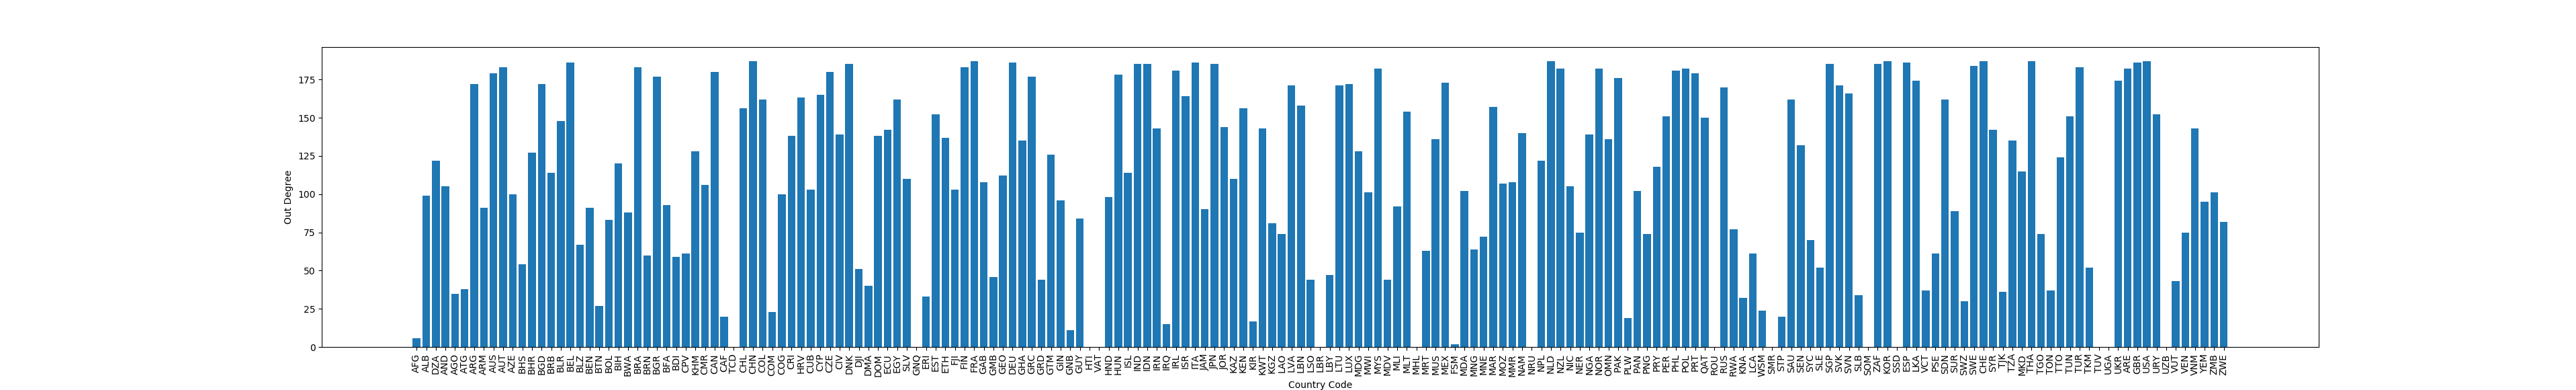 175
150
125
100
75
50
25
0
Out Degree
AFG ALB DZA AND AGO ATG ARG ARM AUS AUT AZE BHS BHR BGD BRB BLR BEL BLZ BEN BTN BOL BIH BWA BRA BRN BGR BFA BDI CPV KHM CMR CAN CAF TCD CHL CHN COL COM COG CRI HRV CUB CYP CZE CIV DNK DJI DMA DOM ECU EGY SLV GNQ ERI EST ETH FJI FIN FRA GAB GMB GEO DEU GHA GRC GRD GTM GIN GNB GUY HTI VAT HND HUN ISL IND IDN IRN IRQ IRL ISR ITA JAM JPN JOR KAZ KEN KIR KWT KGZ LAO LVA LBN LSO LBR LBY LTU LUX MDG MWI MYS MDV MLI MLT MHL MRT MUS MEX FSM MDA MNG MNE MAR MOZ MMR NAM NRU NPL NLD NZL NIC NER NGA NOR OMN PAK PLW PAN PNG PRY PER PHL POL PRT QAT ROU RUS RWA KNA LCA WSM SMR STP SAU SEN SYC SLE SGP SVK SVN SLB SOM ZAF KOR SSD ESP LKA VCT PSE SDN SUR SWZ SWE CHE SYR TJK TZA MKD THA TGO TON TTO TUN TUR TKM TUV UGA UKR ARE GBR USA URY UZB VUT VEN VNM YEM ZMB ZWE
Country Code